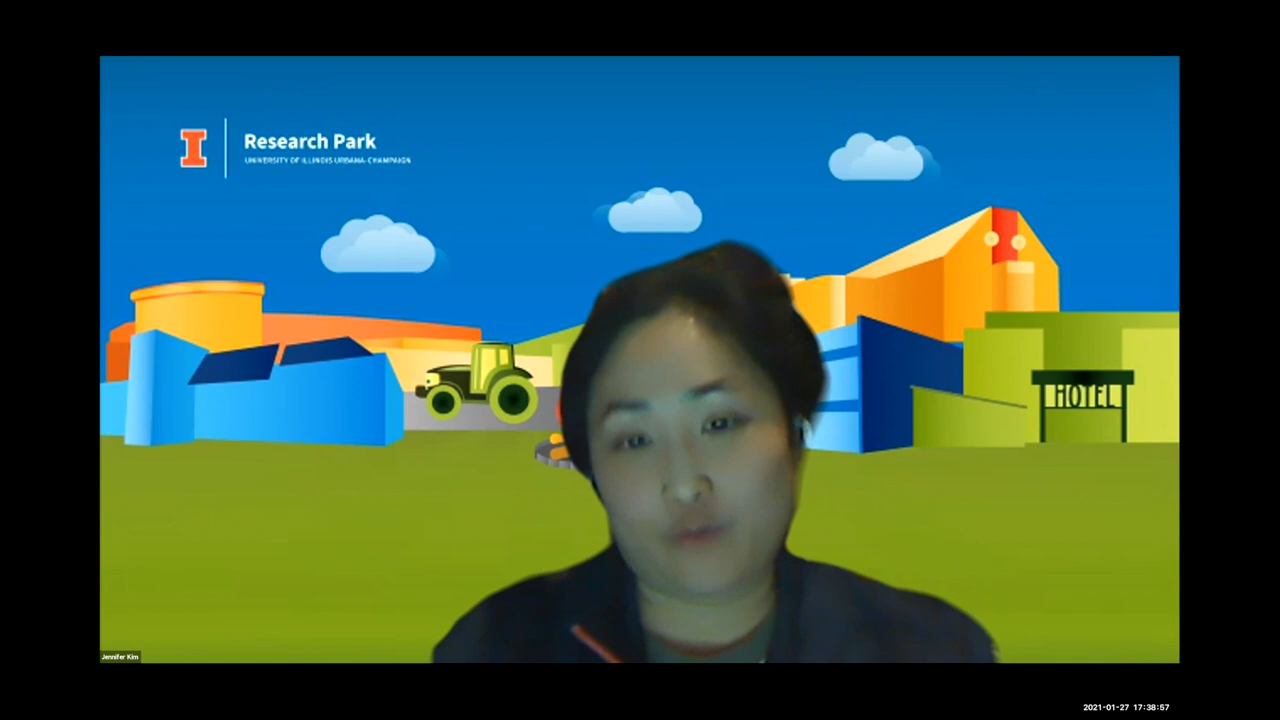 I
Research Park
UNIVERSITY OF ILLINOIS URBANA-CHAMPAIGN
HOTEL
Jennifer Kim
2021-01-27 17:38:57